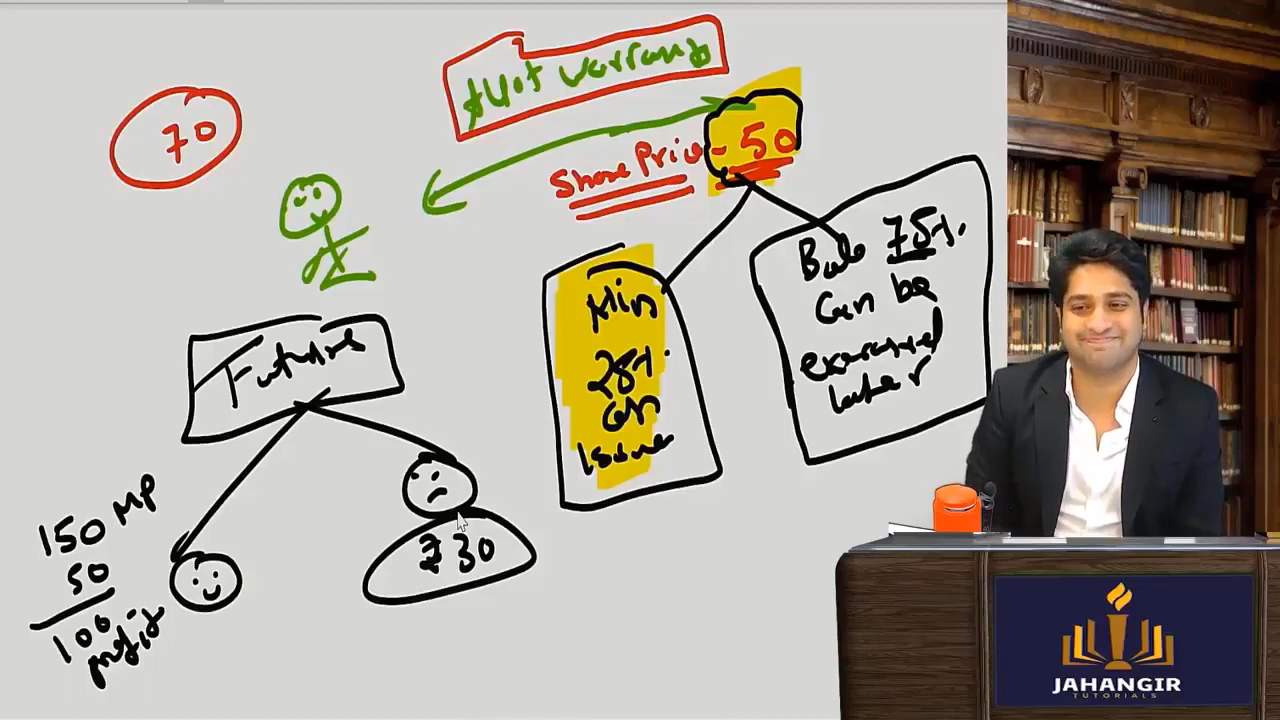 warrants
70
Share Price - 50
Min
25%
on
Issue
Bal 75%.
Can be
exercised
later
Future
150 MP
50
100
profit
₹30
JAHANGIR
TUTORIALS